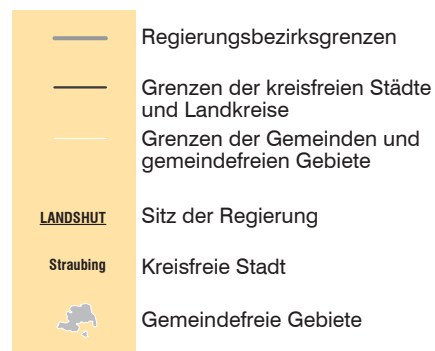 Regierungsbezirksgrenzen
Grenzen der kreisfreien Städte
und Landkreise
Grenzen der Gemeinden und
gemeindefreien Gebiete
LANDSHUT Sitz der Regierung
Straubing Kreisfreie Stadt
Gemeindefreie Gebiete